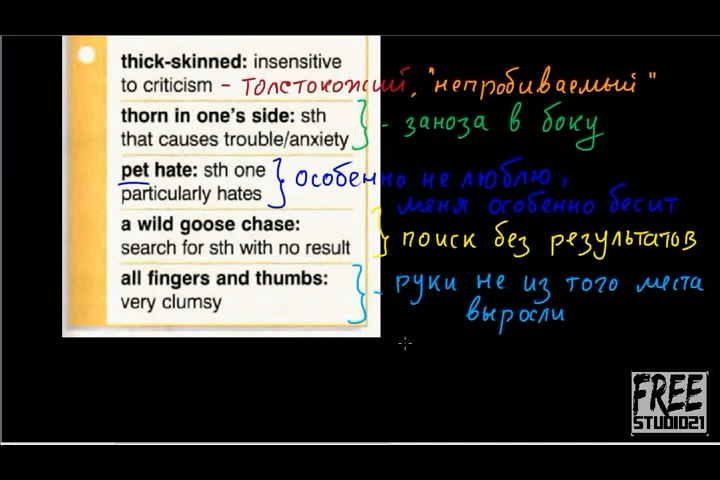 thick-skinned: insensitive
to criticism - толстокожий, "непробиваемый"
thorn in one's side: sth
that causes trouble/anxiety - заноза в боку
pet hate: sth one особенно не люблю,
particularly hates меня особенно бесит
a wild goose chase:
search for sth with no result поиск без результатов
all fingers and thumbs: - руки не из того места
very clumsy выросли
FREE
STUDIO21